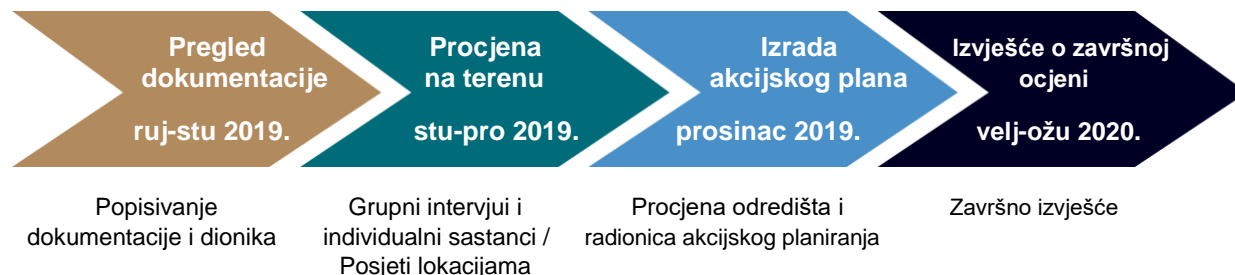 Pregled
dokumentacije
ruj-stu 2019.
Procjena
na terenu
stu-pro 2019.
Izrada
akcijskog plana
prosinac 2019.
Izvješće o završnoj
ocjeni
velj-ožu 2020.
Popisivanje
dokumentacije i dionika
Grupni intervjui i
individualni sastanci /
Posjeti lokacijama
Procjena odredišta i
radionica akcijskog planiranja
Završno izvješće